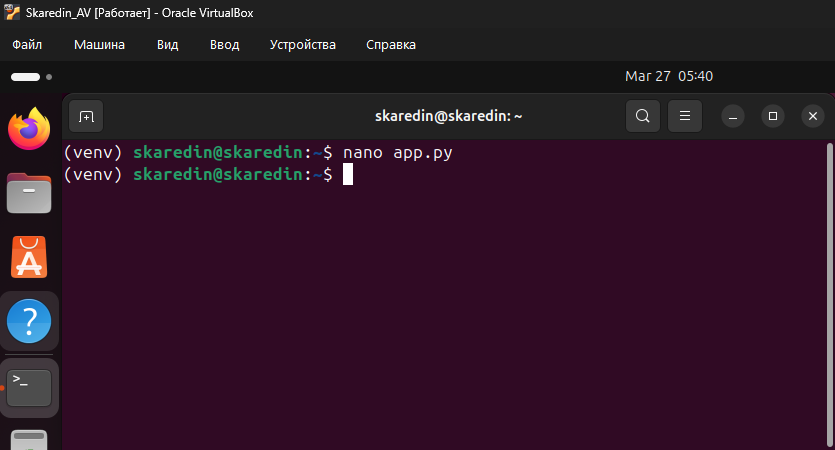 Skaredin_AV [Работает] - Oracle VirtualBox
Файл Машина Вид Ввод Устройства Справка
Mar 27 05:40
skaredin@skaredin: ~
(venv) skaredin@skaredin:~$ nano app.py
(venv) skaredin@skaredin:~$
>_